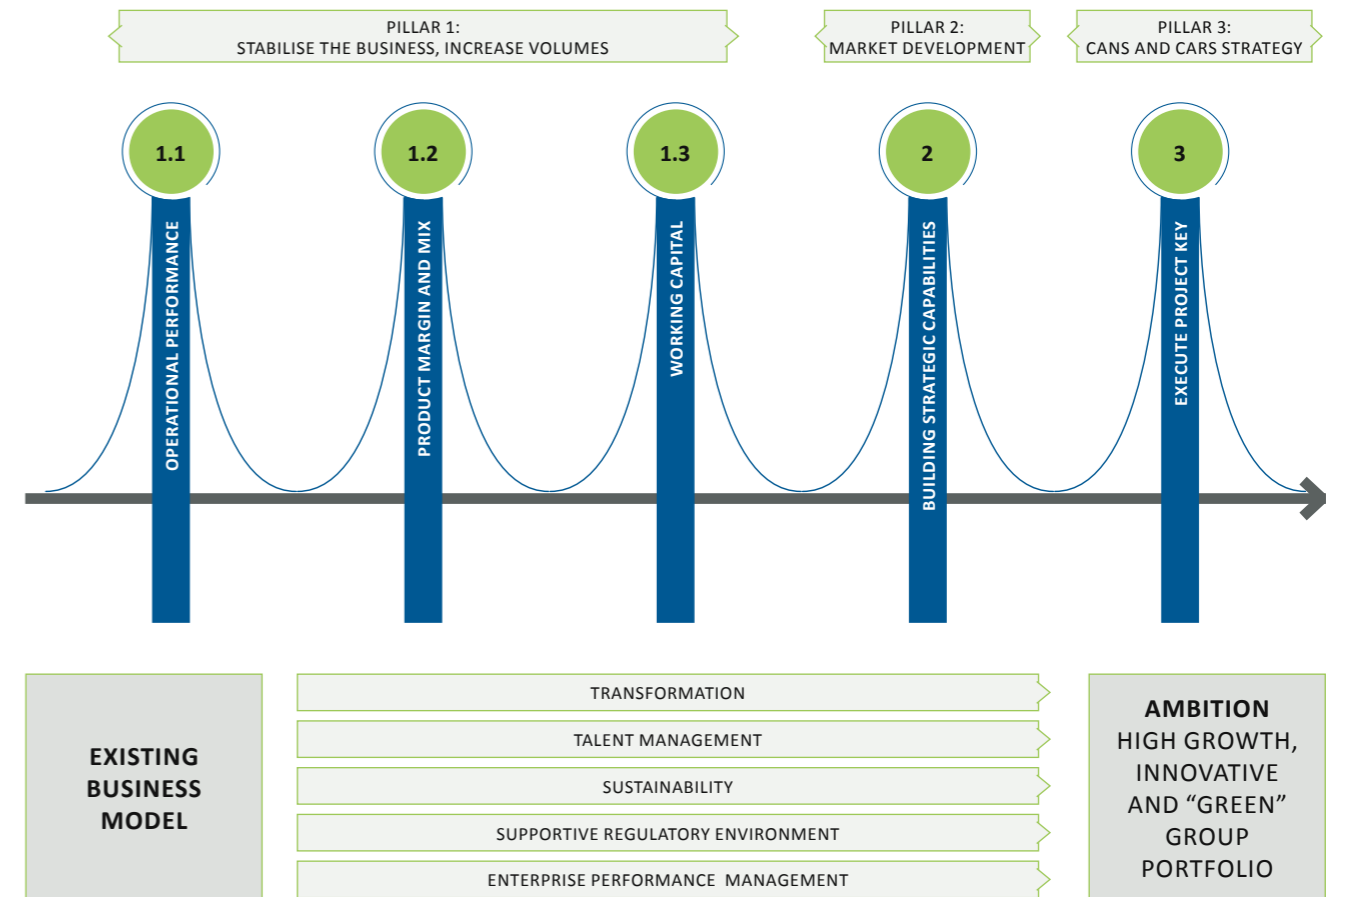 PILLAR 1:
STABILISE THE BUSINESS, INCREASE VOLUMES
PILLAR 2:
MARKET DEVELOPMENT
PILLAR 3:
CANS AND CARS STRATEGY
1.1
1.2
1.3
2
3
OPERATIONAL PERFORMANCE
PRODUCT MARGIN AND MIX
WORKING CAPITAL
BUILDING STRATEGIC CAPABILITIES
EXECUTE PROJECT KEY
EXISTING
BUSINESS
MODEL
TRANSFORMATION
TALENT MANAGEMENT
SUSTAINABILITY
SUPPORTIVE REGULATORY ENVIRONMENT
ENTERPRISE PERFORMANCE MANAGEMENT
AMBITION
HIGH GROWTH,
INNOVATIVE
AND “GREEN”
GROUP
PORTFOLIO